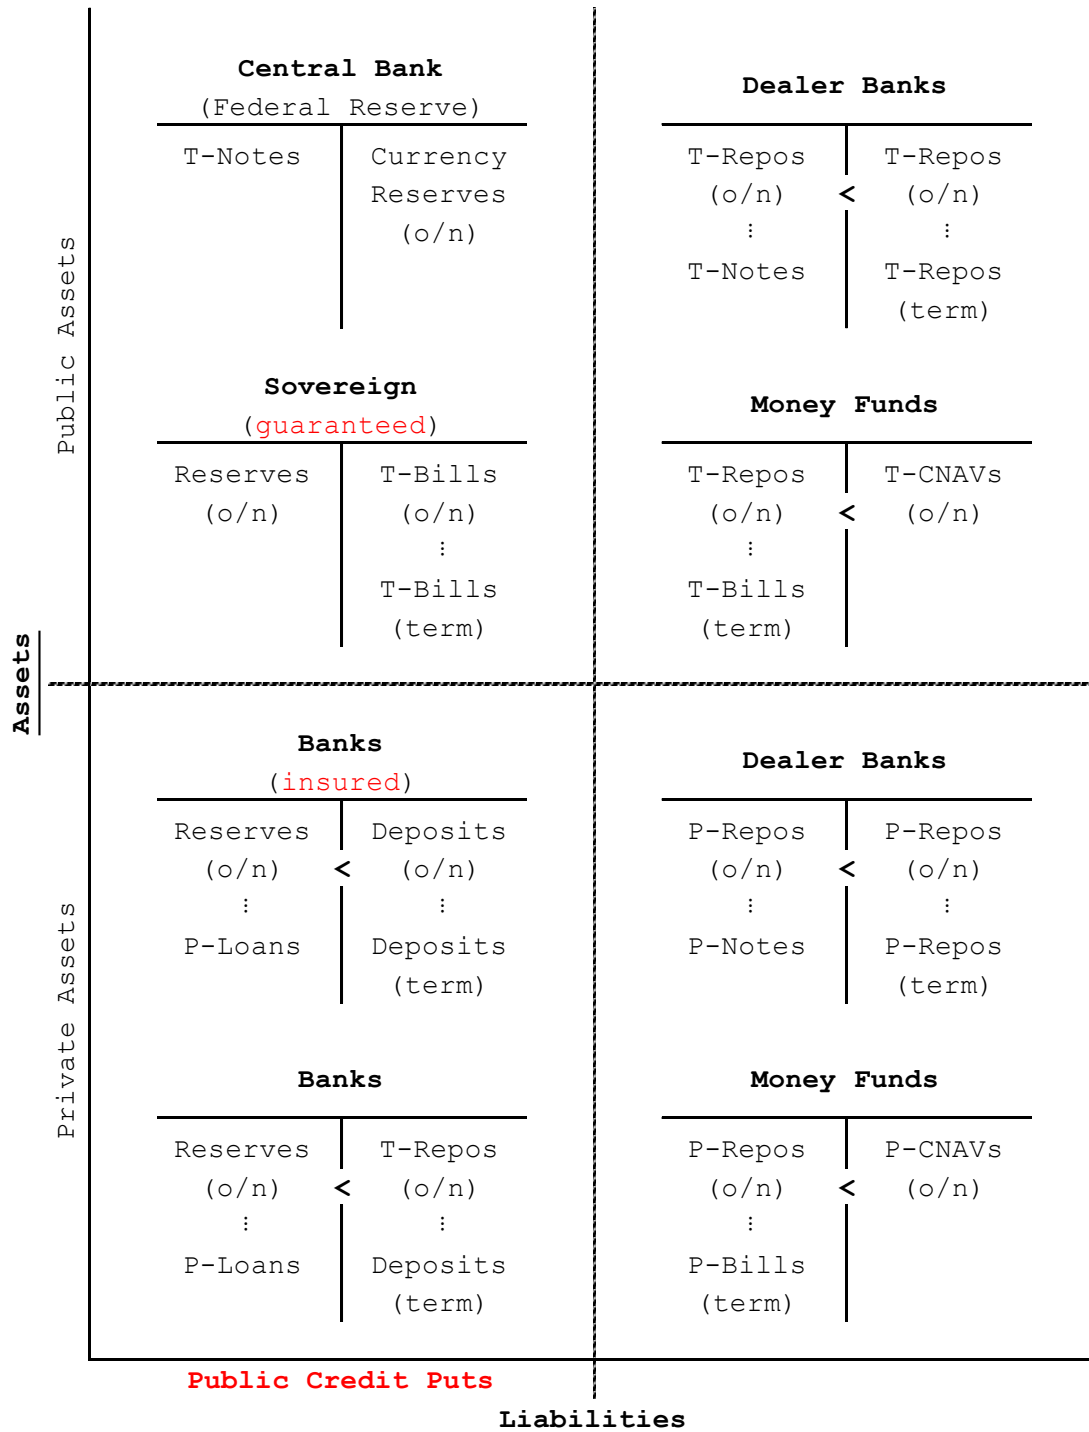 Assets
Public Assets
Central Bank
(Federal Reserve)
T-Notes Currency
Reserves
(o/n)
Dealer Banks
T-Repos T-Repos
(o/n) < (o/n)
⋮ ⋮
T-Notes T-Repos
(term)
Sovereign
(guaranteed)
Reserves T-Bills
(o/n) (o/n)
⋮
T-Bills
(term)
Money Funds
T-Repos T-CNAVs
(o/n) < (o/n)
⋮
T-Bills
(term)
Private Assets
Banks
(insured)
Reserves Deposits
(o/n) < (o/n)
⋮ ⋮
P-Loans Deposits
(term)
Dealer Banks
P-Repos P-Repos
(o/n) < (o/n)
⋮ ⋮
P-Notes P-Repos
(term)
Banks
Reserves T-Repos
(o/n) < (o/n)
⋮ ⋮
P-Loans Deposits
(term)
Money Funds
P-Repos P-CNAVs
(o/n) < (o/n)
⋮
P-Bills
(term)
Public Credit Puts
Liabilities